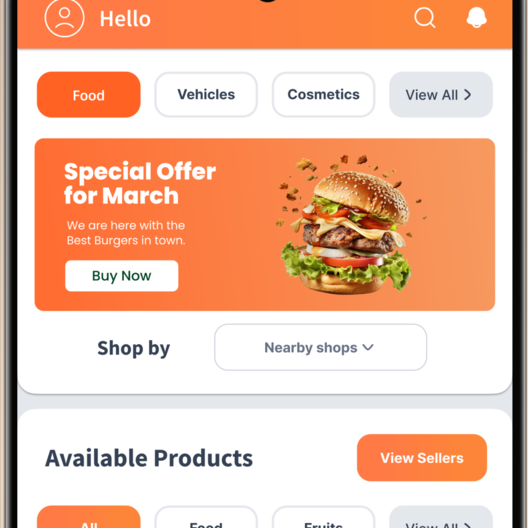 Hello
Food
Vehicles
Cosmetics
View All
Special Offer
for March
We are here with the
Best Burgers in town.
Buy Now
Shop by
Nearby shops
Available Products
View Sellers
All
Food
Fruits
View All